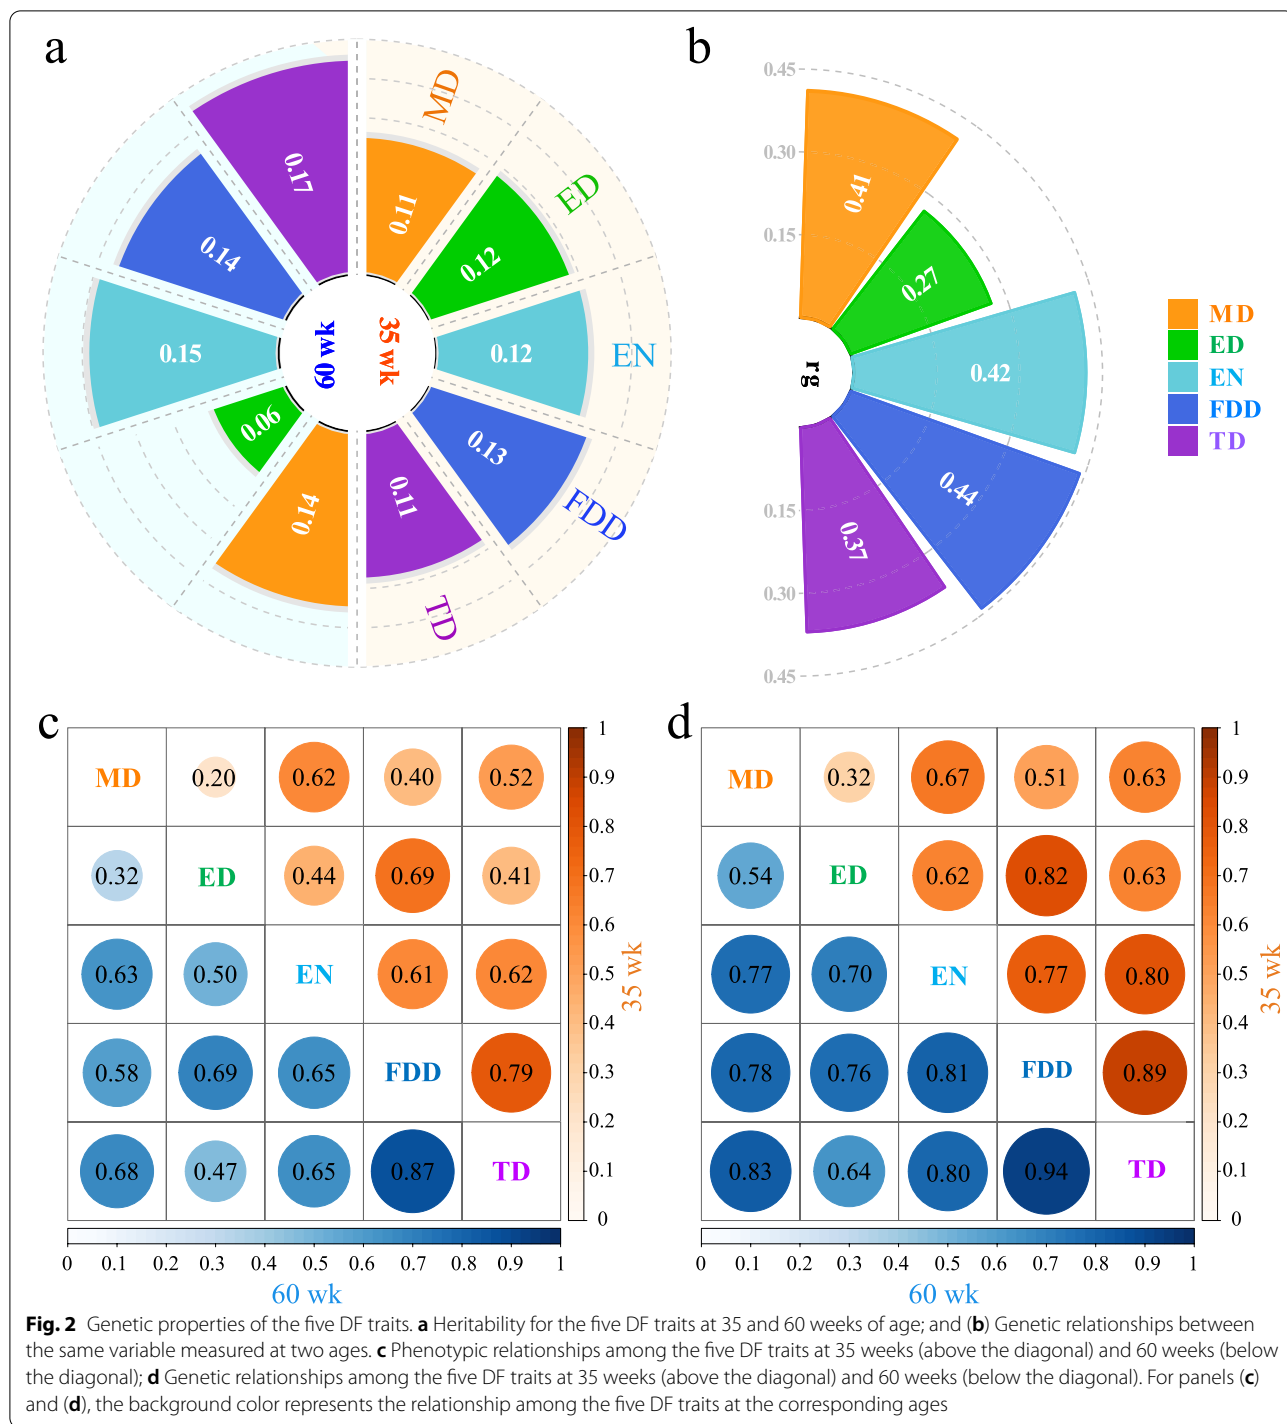 a
MD
ED
EN
FDD
TD
0.17
0.11
0.14
0.12
0.15
60 wk
35 wk
0.12
0.06
0.13
0.14
0.11
b
0.45
0.30
0.15
0.15
0.30
0.45
rg
0.41
0.27
0.42
0.44
0.37
MD
ED
EN
FDD
TD
c
MD 0.20 0.62 0.40 0.52
0.32 ED 0.44 0.69 0.41
0.63 0.50 EN 0.61 0.62
0.58 0.69 0.65 FDD 0.79
0.68 0.47 0.65 0.87 TD
1
0.9
0.8
0.7
0.6
0.5
0.4
0.3
0.2
0.1
0
35 wk
0 0.1 0.2 0.3 0.4 0.5 0.6 0.7 0.8 0.9 1
60 wk
d
MD 0.32 0.67 0.51 0.63
0.54 ED 0.62 0.82 0.63
0.77 0.70 EN 0.77 0.80
0.78 0.76 0.81 FDD 0.89
0.83 0.64 0.80 0.94 TD
1
0.9
0.8
0.7
0.6
0.5
0.4
0.3
0.2
0.1
0
35 wk
0 0.1 0.2 0.3 0.4 0.5 0.6 0.7 0.8 0.9 1
60 wk
Fig. 2 Genetic properties of the five DF traits. a Heritability for the five DF traits at 35 and 60 weeks of age; and (b) Genetic relationships between
the same variable measured at two ages. c Phenotypic relationships among the five DF traits at 35 weeks (above the diagonal) and 60 weeks (below
the diagonal); d Genetic relationships among the five DF traits at 35 weeks (above the diagonal) and 60 weeks (below the diagonal). For panels (c)
and (d), the background color represents the relationship among the five DF traits at the corresponding ages